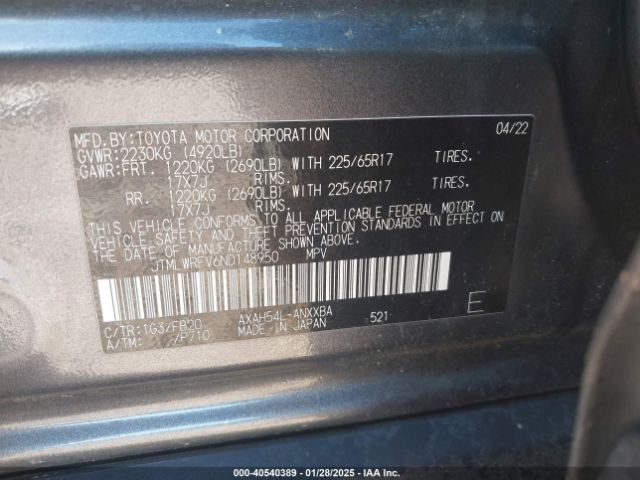 MFD.BY:TOYOTA MOTOR CORPORATION 04/22
GVWR:2230KG (4920LB)
GAWR:FRT. 1220KG (2690LB) WITH 225/65R17 TIRES.
17X7J RIMS.
RR. 1220KG (2690LB) WITH 225/65R17 TIRES.
17X7J RIMS.
THIS VEHICLE CONFORMS TO ALL APPLICABLE FEDERAL MOTOR
VEHICLE SAFETY AND THEFT PREVENTION STANDARDS IN EFFECT ON
THE DATE OF MANUFACTURE SHOWN ABOVE.
JTMLWRFV6ND148950 MPV
C/TR:1G3/FB20 AXAH54L-ANXXBA 521 E
A/TM: /P710 MADE IN JAPAN
000-40540389 | 01/28/2025 - IAA Inc.